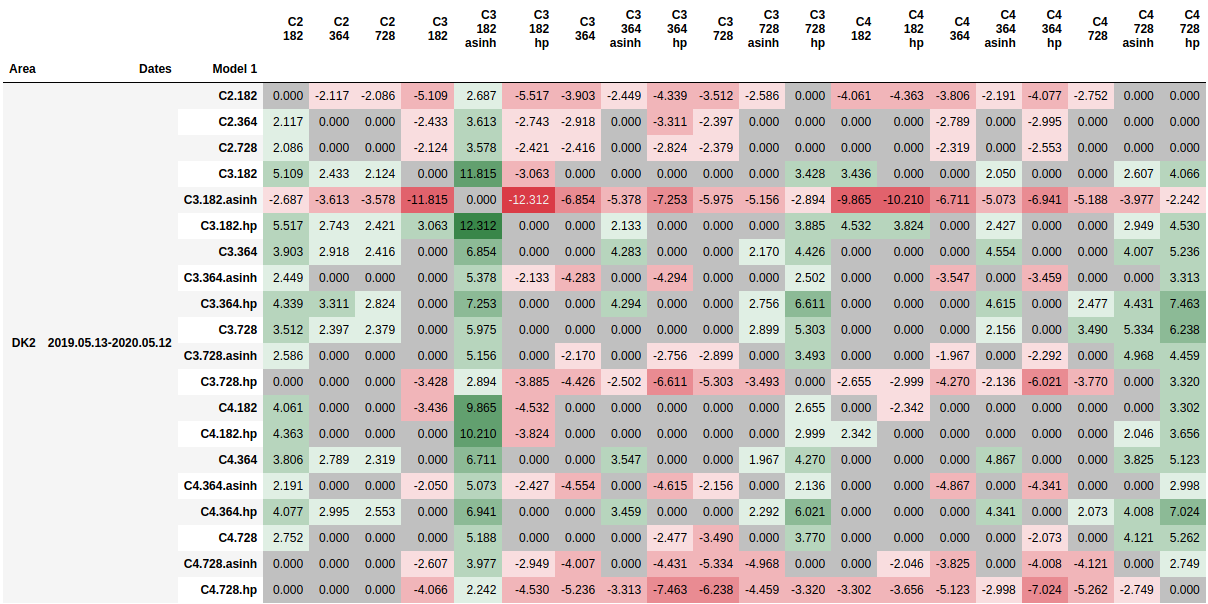 C2 182 C2 364 C2 728 C3 182 C3 182 asinh C3 182 hp C3 364 C3 364 asinh C3 364 hp C3 728 C3 728 asinh C3 728 hp C4 182 C4 182 hp C4 364 C4 364 asinh C4 364 hp C4 728 C4 728 asinh C4 728 hp
Area Dates Model 1
C2.182 0.000 -2.117 -2.086 -5.109 2.687 -5.517 -3.903 -2.449 -4.339 -3.512 -2.586 0.000 -4.061 -4.363 -3.806 -2.191 -4.077 -2.752 0.000 0.000
C2.364 2.117 0.000 0.000 -2.433 3.613 -2.743 -2.918 0.000 -3.311 -2.397 0.000 0.000 0.000 0.000 -2.789 0.000 -2.995 0.000 0.000 0.000
C2.728 2.086 0.000 0.000 -2.124 3.578 -2.421 -2.416 0.000 -2.824 -2.379 0.000 0.000 0.000 0.000 -2.319 0.000 -2.553 0.000 0.000 0.000
C3.182 5.109 2.433 2.124 0.000 11.815 -3.063 0.000 0.000 0.000 0.000 0.000 3.428 3.436 0.000 0.000 2.050 0.000 0.000 2.607 4.066
C3.182.asinh -2.687 -3.613 -3.578 -11.815 0.000 -12.312 -6.854 -5.378 -7.253 -5.975 -5.156 -2.894 -9.865 -10.210 -6.711 -5.073 -6.941 -5.188 -3.977 -2.242
C3.182.hp 5.517 2.743 2.421 3.063 12.312 0.000 0.000 2.133 0.000 0.000 0.000 3.885 4.532 3.824 0.000 2.427 0.000 0.000 2.949 4.530
C3.364 3.903 2.918 2.416 0.000 6.854 0.000 0.000 4.283 0.000 0.000 2.170 4.426 0.000 0.000 0.000 4.554 0.000 0.000 4.007 5.236
C3.364.asinh 2.449 0.000 0.000 0.000 5.378 -2.133 -4.283 0.000 -4.294 0.000 0.000 2.502 0.000 0.000 -3.547 0.000 -3.459 0.000 0.000 3.313
C3.364.hp 4.339 3.311 2.824 0.000 7.253 0.000 0.000 4.294 0.000 0.000 2.756 6.611 0.000 0.000 0.000 4.615 0.000 2.477 4.431 7.463
C3.728 3.512 2.397 2.379 0.000 5.975 0.000 0.000 0.000 0.000 0.000 2.899 5.303 0.000 0.000 0.000 2.156 0.000 3.490 5.334 6.238
DK2 2019.05.13-2020.05.12
C3.728.asinh 2.586 0.000 0.000 0.000 5.156 0.000 -2.170 0.000 -2.756 -2.899 0.000 3.493 0.000 0.000 -1.967 0.000 -2.292 0.000 4.968 4.459
C3.728.hp 0.000 0.000 0.000 -3.428 2.894 -3.885 -4.426 -2.502 -6.611 -5.303 -3.493 0.000 -2.655 -2.999 -4.270 -2.136 -6.021 -3.770 0.000 3.320
C4.182 4.061 0.000 0.000 -3.436 9.865 -4.532 0.000 0.000 0.000 0.000 0.000 2.655 0.000 -2.342 0.000 0.000 0.000 0.000 0.000 3.302
C4.182.hp 4.363 0.000 0.000 0.000 10.210 -3.824 0.000 0.000 0.000 0.000 0.000 2.999 2.342 0.000 0.000 0.000 0.000 0.000 2.046 3.656
C4.364 3.806 2.789 2.319 0.000 6.711 0.000 0.000 3.547 0.000 0.000 1.967 4.270 0.000 0.000 0.000 4.867 0.000 0.000 3.825 5.123
C4.364.asinh 2.191 0.000 0.000 -2.050 5.073 -2.427 -4.554 0.000 -4.615 -2.156 0.000 2.136 0.000 0.000 -4.867 0.000 -4.341 0.000 0.000 2.998
C4.364.hp 4.077 2.995 2.553 0.000 6.941 0.000 0.000 3.459 0.000 0.000 2.292 6.021 0.000 0.000 0.000 4.341 0.000 2.073 4.008 7.024
C4.728 2.752 0.000 0.000 0.000 5.188 0.000 0.000 0.000 -2.477 -3.490 0.000 3.770 0.000 0.000 0.000 0.000 -2.073 0.000 4.121 5.262
C4.728.asinh 0.000 0.000 0.000 -2.607 3.977 -2.949 -4.007 0.000 -4.431 -5.334 -4.968 0.000 0.000 -2.046 -3.825 0.000 -4.008 -4.121 0.000 2.749
C4.728.hp 0.000 0.000 0.000 -4.066 2.242 -4.530 -5.236 -3.313 -7.463 -6.238 -4.459 -3.320 -3.302 -3.656 -5.123 -2.998 -7.024 -5.262 -2.749 0.000